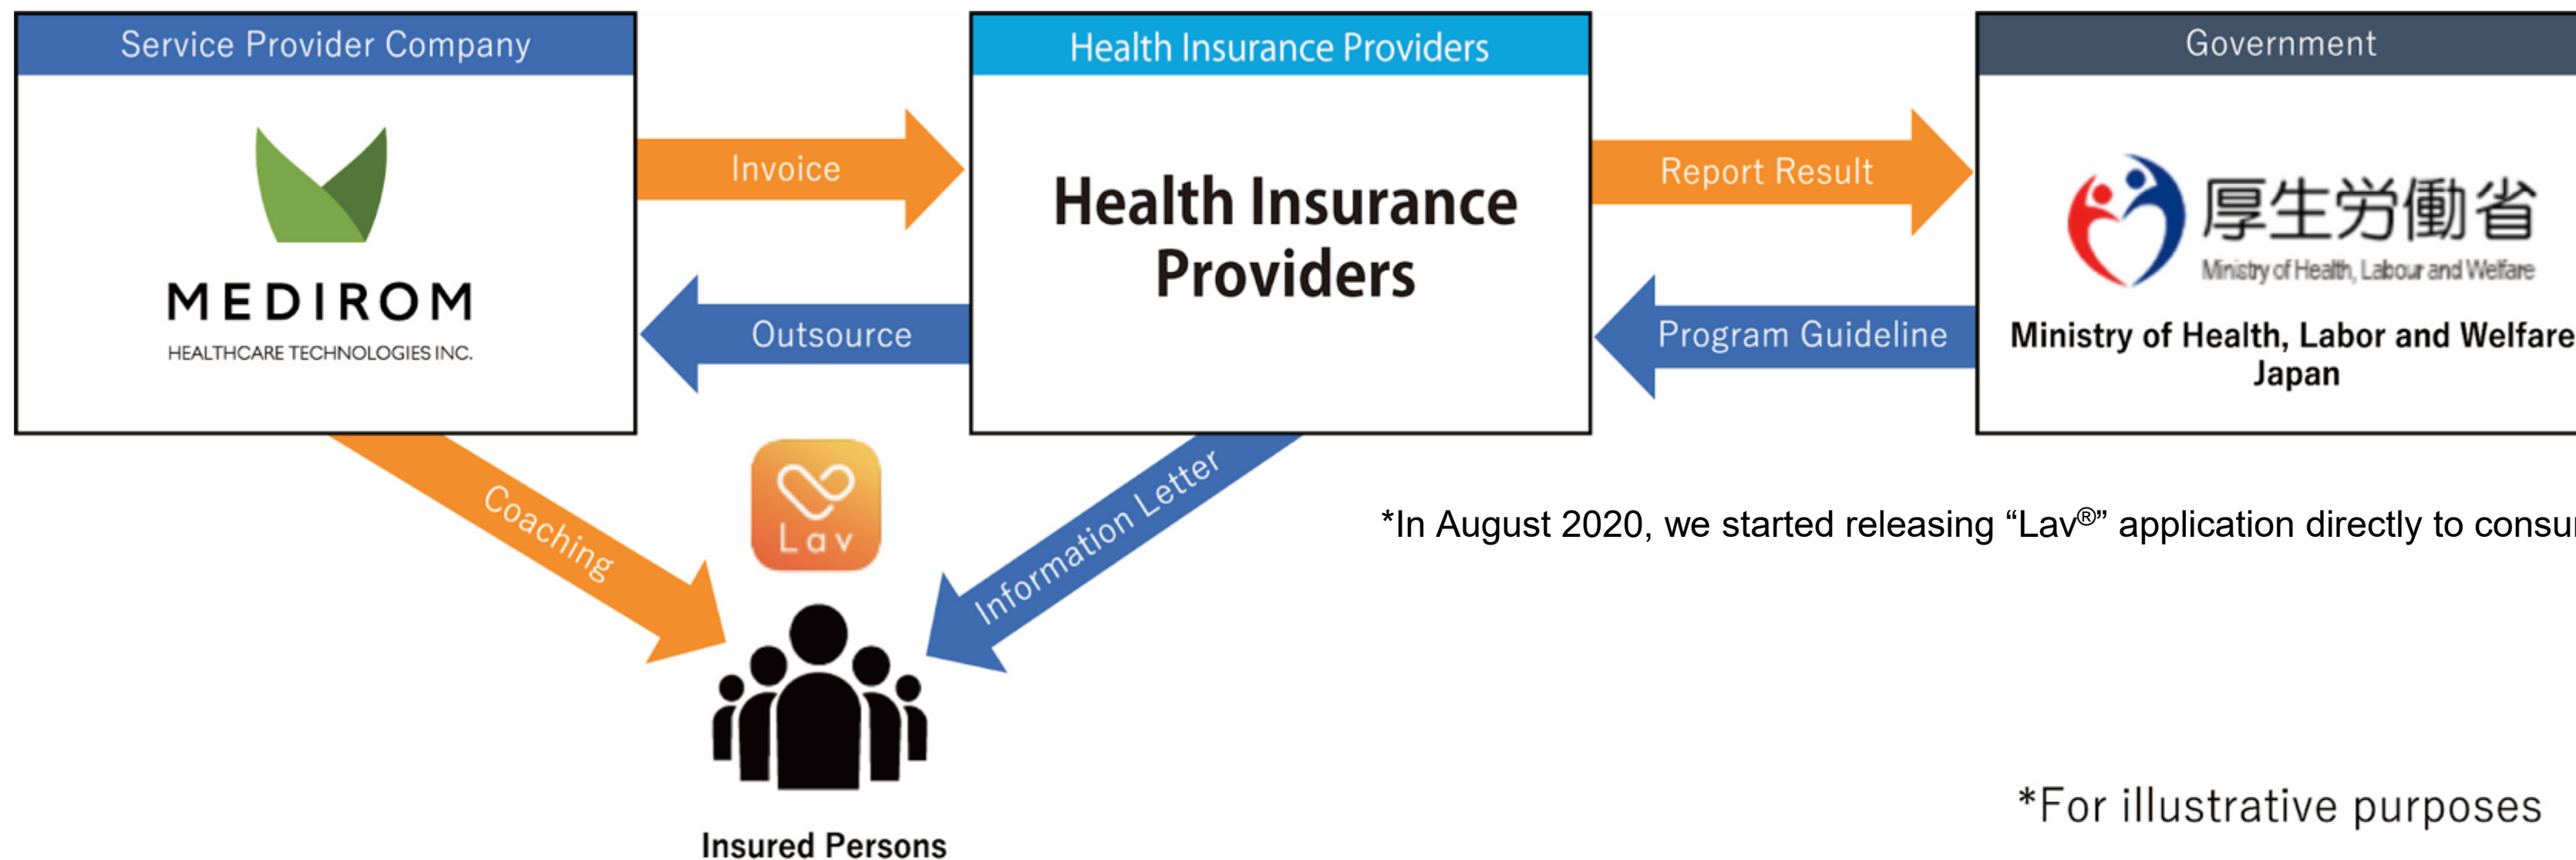 Service Provider Company
MEDIROM
HEALTHCARE TECHNOLOGIES INC.
Invoice
Outsource
Health Insurance Providers
Health Insurance
Providers
Report Result
Program Guideline
Government
厚生労働省
Ministry of Health, Labour and Welfare
Ministry of Health, Labor and Welfare
Japan
Coaching
Lav
Information Letter
*In August 2020, we started releasing “Lav®” application directly to consu
Insured Persons
*For illustrative purposes